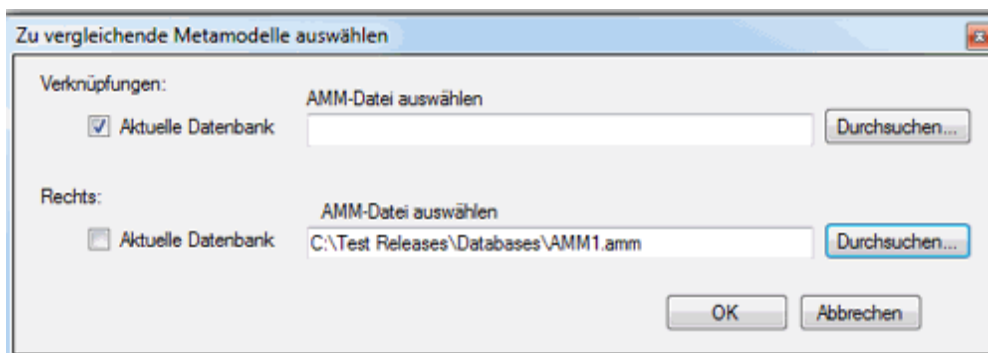 Zu vergleichende Metamodelle auswählen
Verknüpfungen:
AMM-Datei auswählen
Aktuelle Datenbank
Durchsuchen...
Rechts:
AMM-Datei auswählen
Aktuelle Datenbank
C:\Test Releases\Databases\AMM1.amm
Durchsuchen...
OK
Abbrechen